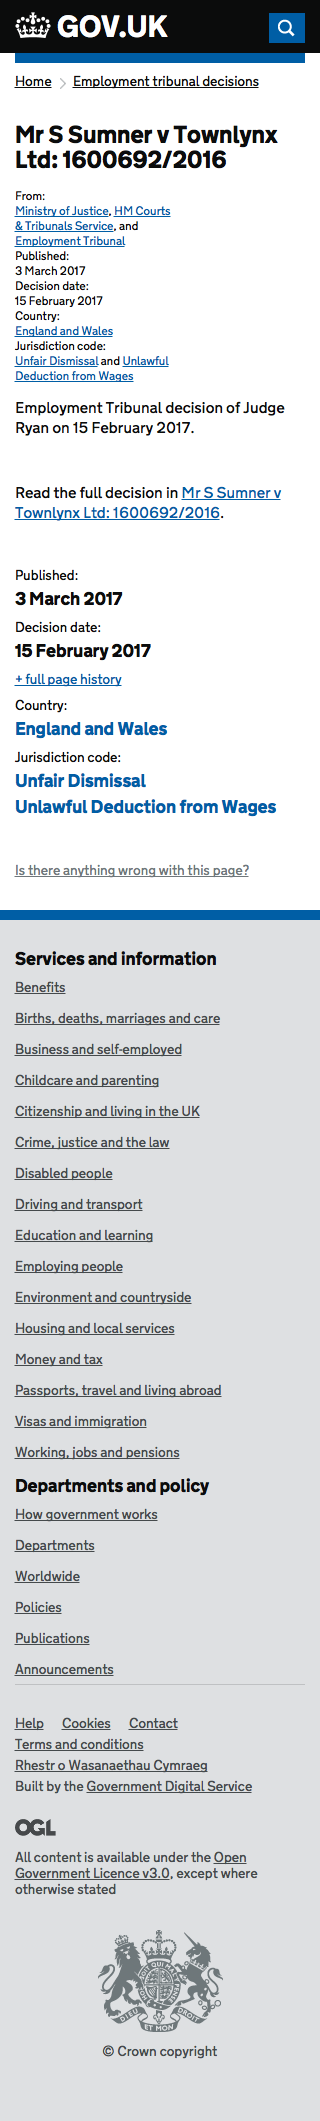 GOV.UK
Home Employment tribunal decisions
Mr S Sumner v Townlynx
Ltd: 1600692/2016
From:
Ministry of Justice, HM Courts
& Tribunals Service, and
Employment Tribunal
Published:
3 March 2017
Decision date:
15 February 2017
Country:
England and Wales
Jurisdiction code:
Unfair Dismissal and Unlawful
Deduction from Wages
Employment Tribunal decision of Judge
Ryan on 15 February 2017.
Read the full decision in Mr S Sumner v
Townlynx Ltd: 1600692/2016.
Published:
3 March 2017
Decision date:
15 February 2017
+ full page history
Country:
England and Wales
Jurisdiction code:
Unfair Dismissal
Unlawful Deduction from Wages
Is there anything wrong with this page?
Services and information
Benefits
Births, deaths, marriages and care
Business and self-employed
Childcare and parenting
Citizenship and living in the UK
Crime, justice and the law
Disabled people
Driving and transport
Education and learning
Employing people
Environment and countryside
Housing and local services
Money and tax
Passports, travel and living abroad
Visas and immigration
Working, jobs and pensions
Departments and policy
How government works
Departments
Worldwide
Policies
Publications
Announcements
Help Cookies Contact
Terms and conditions
Rhestr o Wasanaethau Cymraeg
Built by the Government Digital Service
OGL
All content is available under the Open
Government Licence v3.0, except where
otherwise stated
DIEU ET MON DROIT
© Crown copyright